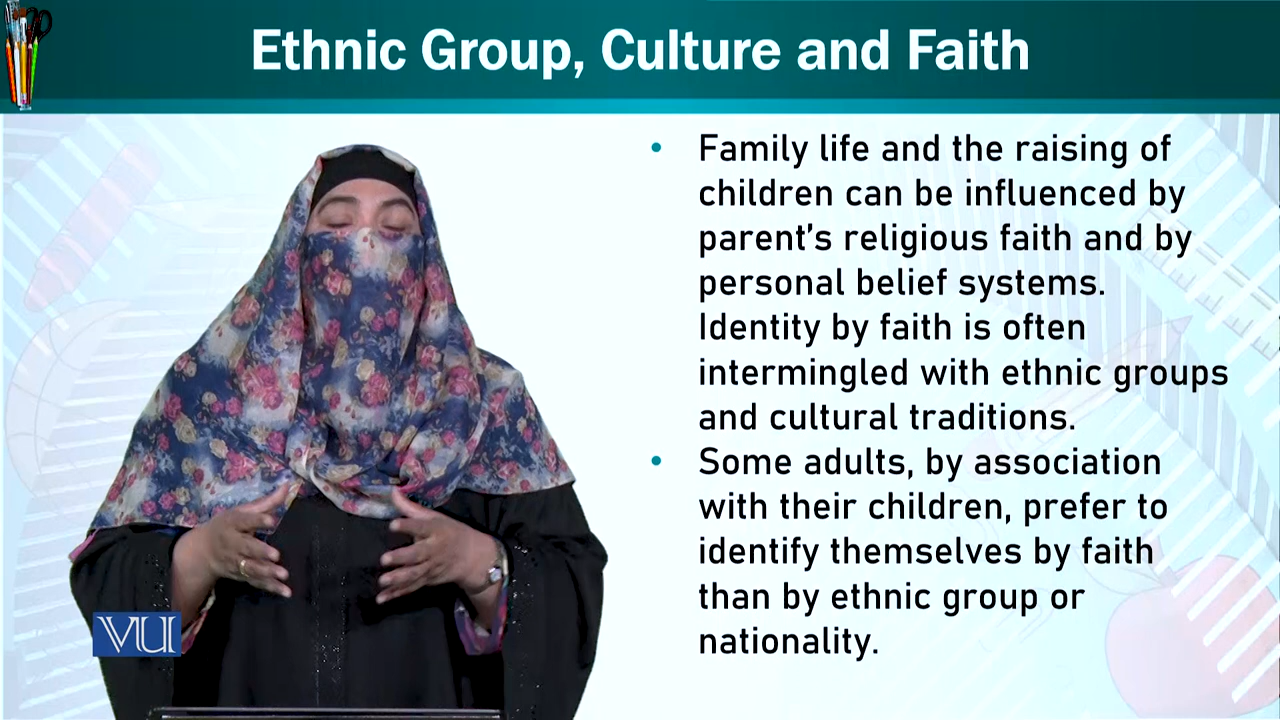 Ethnic Group, Culture and Faith
• Family life and the raising of
children can be influenced by
parent's religious faith and by
personal belief systems.
Identity by faith is often
intermingled with ethnic groups
and cultural traditions.
• Some adults, by association
with their children, prefer to
identify themselves by faith
than by ethnic group or
nationality.
VU